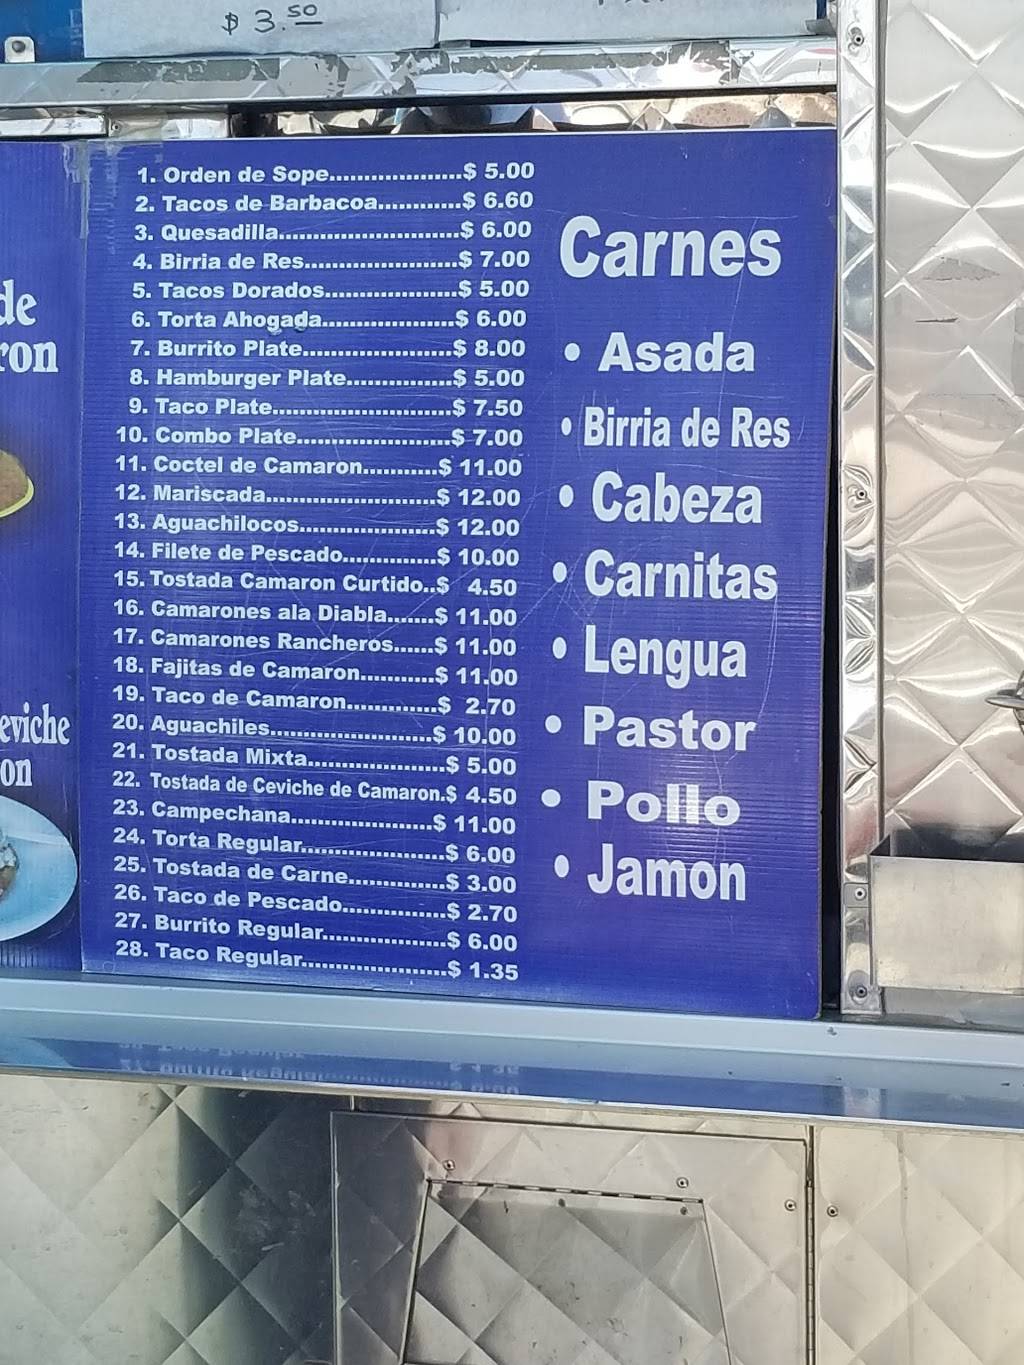 $ 3.50
de
ron
eviche
on
1. Orden de Sope...................$ 5.00
2. Tacos de Barbacoa............$ 6.60
3. Quesadilla..........................$ 6.00
4. Birria de Res......................$ 7.00
5. Tacos Dorados...................$ 5.00
6. Torta Ahogada...................$ 6.00
7. Burrito Plate......................$ 8.00
8. Hamburger Plate...............$ 5.00
9. Taco Plate..........................$ 7.50
10. Combo Plate......................$ 7.00
11. Coctel de Camaron...........$ 11.00
12. Mariscada.........................$ 12.00
13. Aguachilocos....................$ 12.00
14. Filete de Pescado..............$ 10.00
15. Tostada Camaron Curtido..$ 4.50
16. Camarones ala Diabla.......$ 11.00
17. Camarones Rancheros......$ 11.00
18. Fajitas de Camaron...........$ 11.00
19. Taco de Camaron.............$ 2.70
20. Aguachiles.......................$ 10.00
21. Tostada Mixta....................$ 5.00
22. Tostada de Ceviche de Camaron.$ 4.50
23. Campechana.....................$ 11.00
24. Torta Regular.....................$ 6.00
25. Tostada de Carne..............$ 3.00
26. Taco de Pescado...............$ 2.70
27. Burrito Regular..................$ 6.00
28. Taco Regular.....................$ 1.35
Carnes
• Asada
• Birria de Res
• Cabeza
• Carnitas
• Lengua
• Pastor
• Pollo
• Jamon